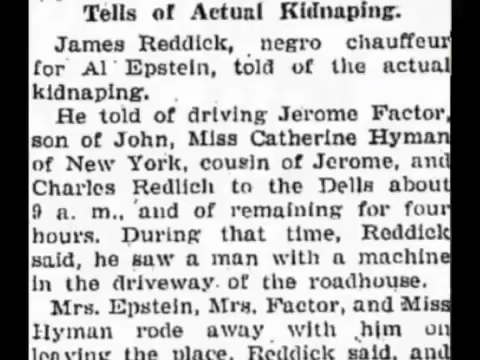 Tells of Actual Kidnaping.
James Reddick, negro chauffeur
for Al Epstein, told of the actual
kidnaping.
He told of driving Jerome Factor,
son of John, Miss Catherine Hyman
of New York, cousin of Jerome, and
Charles Redlich to the Dells about
9 a. m., and of remaining for four
hours. During that time, Reddick
said, he saw a man with a machine
in the driveway of the roadhouse.
Mrs. Epstein, Mrs. Factor, and Miss
Hyman rode away with him on
leaving the place, Reddick said, and